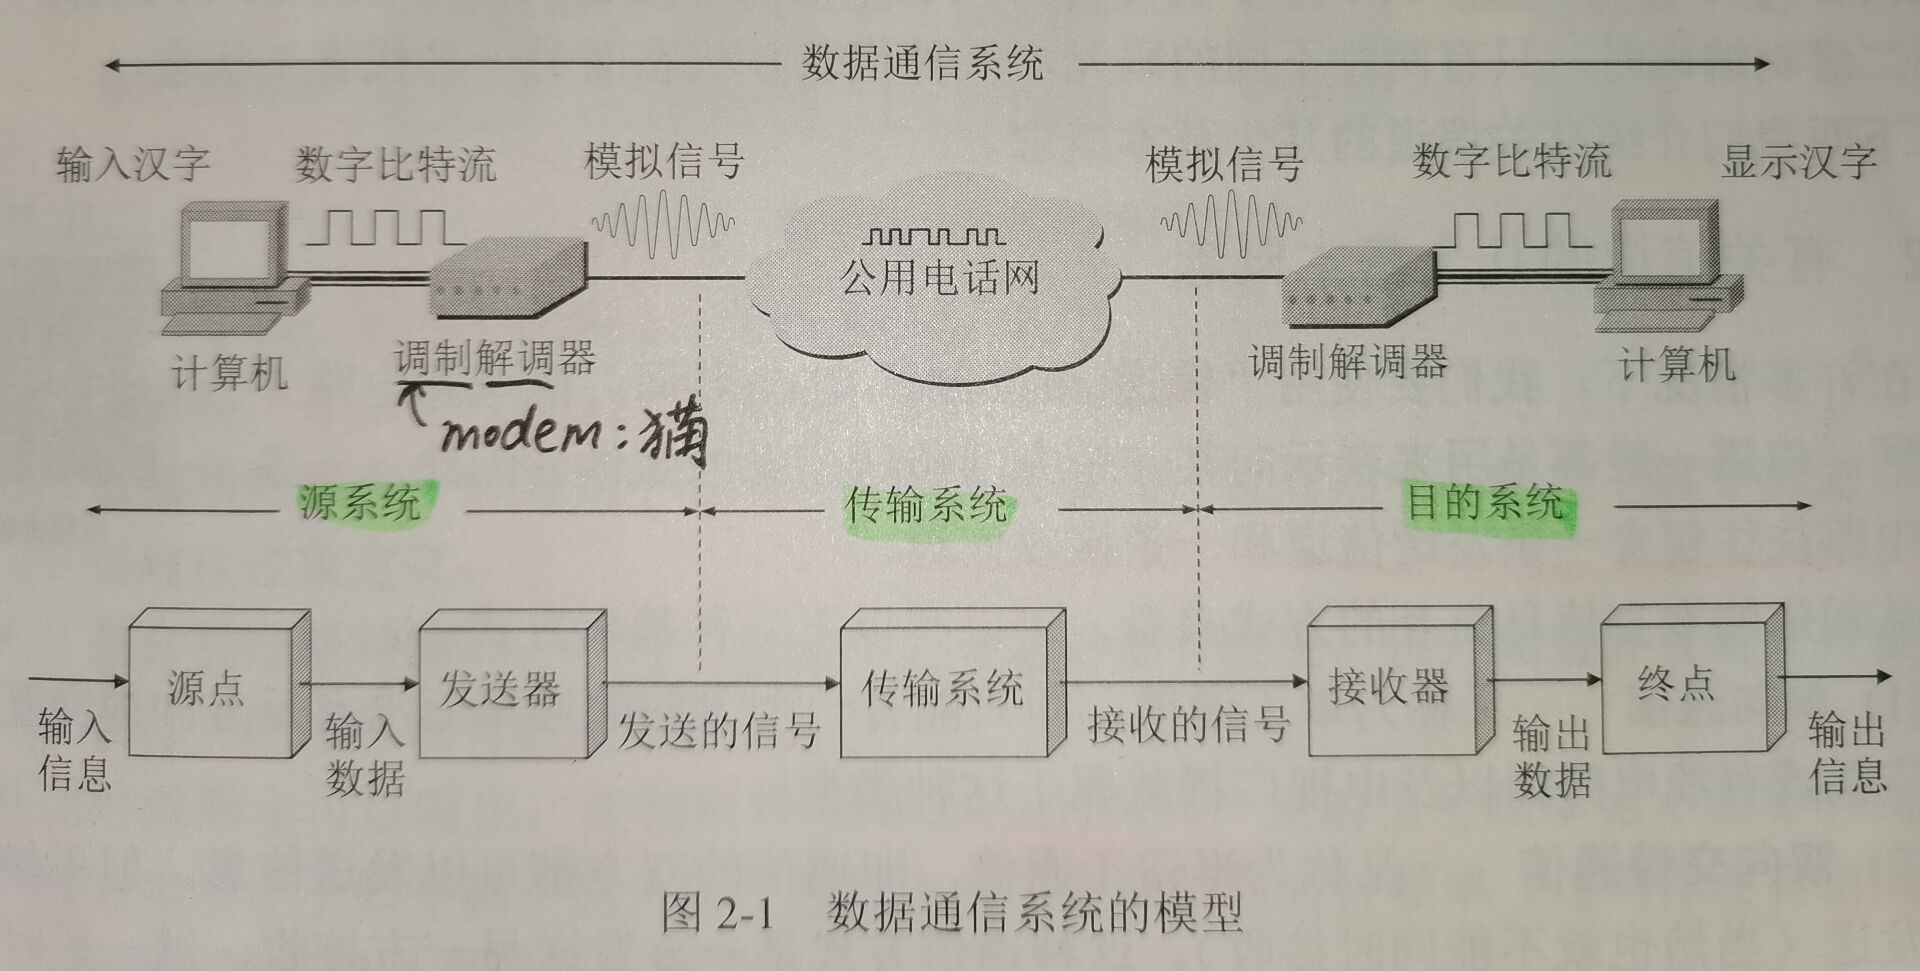 数据通信系统
输入汉字 数字比特流 模拟信号 模拟信号 数字比特流 显示汉字
公用电话网
计算机 调制解调器 调制解调器 计算机
modem:猫
源系统 传输系统 目的系统
源点 发送器 传输系统 接收器 终点
输入 输入 发送的信号 接收的信号 输出 输出
信息 数据 数据 信息
图 2-1 数据通信系统的模型